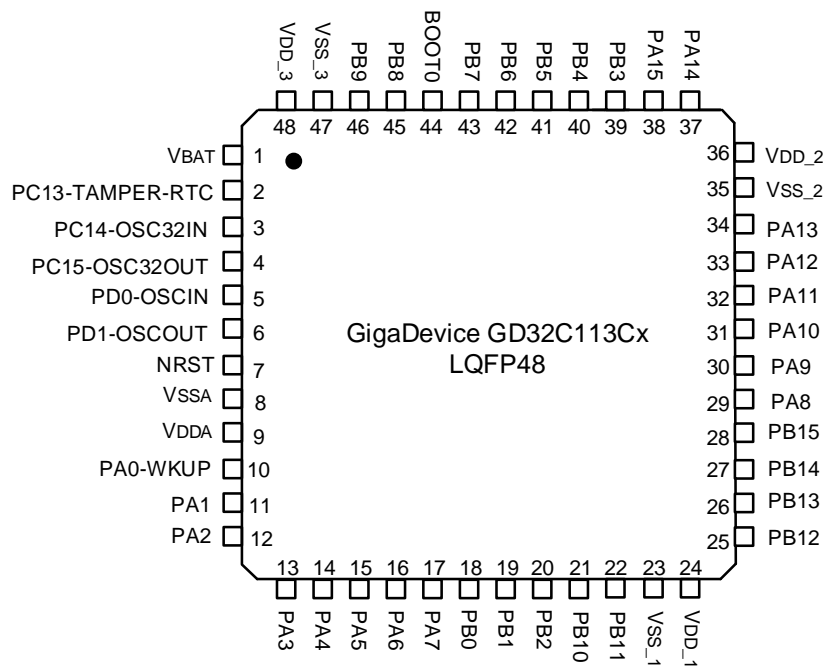 VDD_3
VSS_3
PB9
PB8
BOOT0
PB7
PB6
PB5
PB4
PB3
PA15
PA14
48 47 46 45 44 43 42 41 40 39 38 37
VBAT 1
PC13-TAMPER-RTC 2
PC14-OSC32IN 3
PC15-OSC32OUT 4
PD0-OSCIN 5
PD1-OSCOUT 6
NRST 7
VSSA 8
VDDA 9
PA0-WKUP 10
PA1 11
PA2 12
GigaDevice GD32C113Cx
LQFP48
36 VDD_2
35 VSS_2
34 PA13
33 PA12
32 PA11
31 PA10
30 PA9
29 PA8
28 PB15
27 PB14
26 PB13
25 PB12
13 14 15 16 17 18 19 20 21 22 23 24
PA3
PA4
PA5
PA6
PA7
PB0
PB1
PB2
PB10
PB11
VSS_1
VDD_1